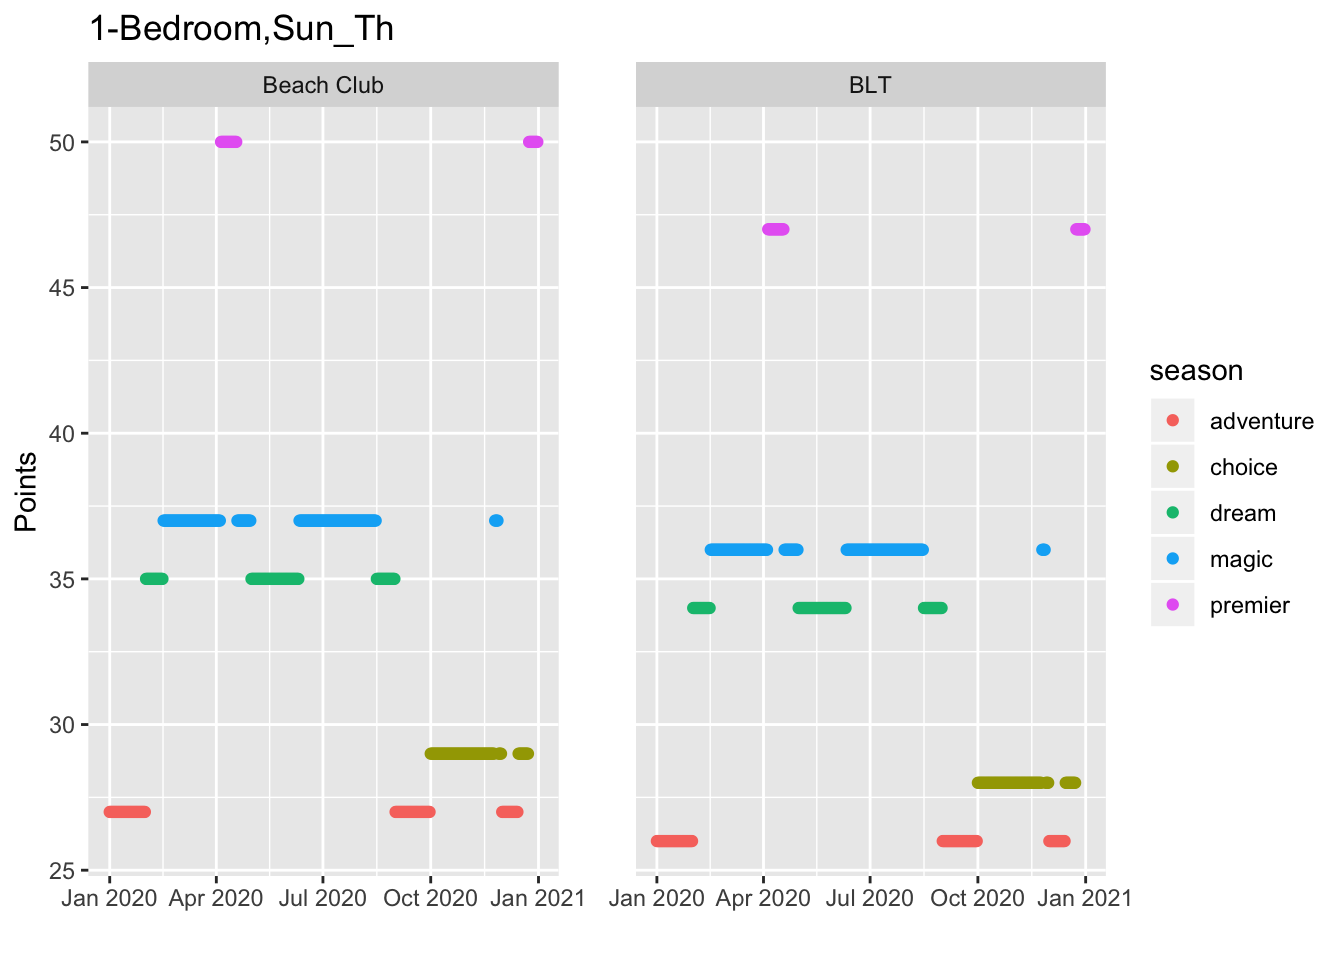 1-Bedroom,Sun_Th
Beach Club
BLT
Points
50
45
40
35
30
25
Jan 2020 Apr 2020 Jul 2020 Oct 2020 Jan 2021
Jan 2020 Apr 2020 Jul 2020 Oct 2020 Jan 2021
season
adventure
choice
dream
magic
premier